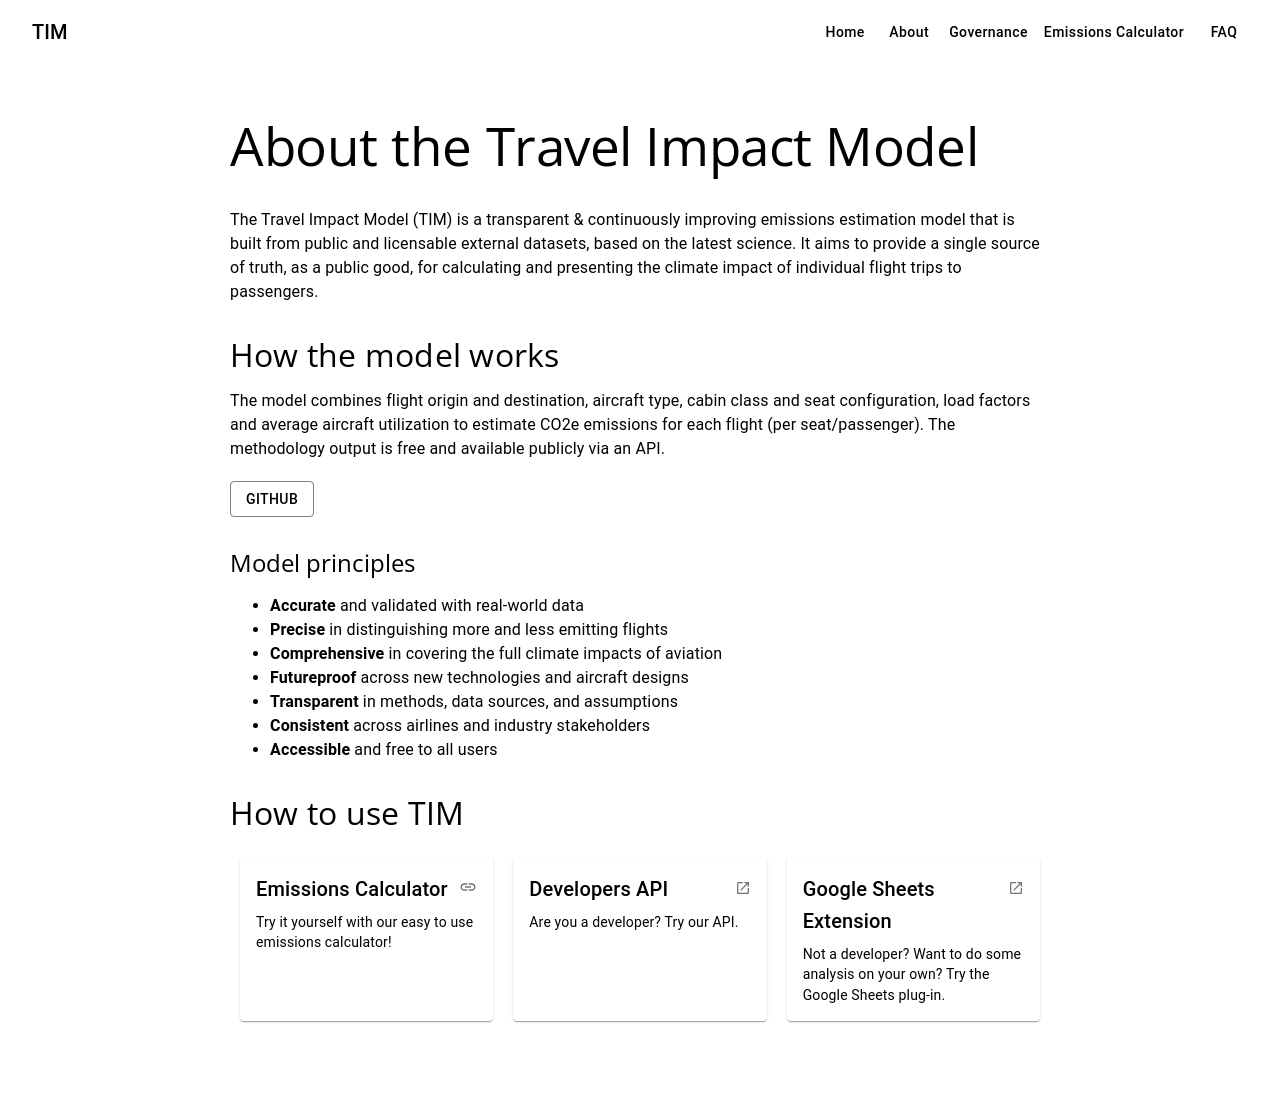 TIM
Home About Governance Emissions Calculator FAQ
About the Travel Impact Model
The Travel Impact Model (TIM) is a transparent & continuously improving emissions estimation model that is
built from public and licensable external datasets, based on the latest science. It aims to provide a single source
of truth, as a public good, for calculating and presenting the climate impact of individual flight trips to
passengers.
How the model works
The model combines flight origin and destination, aircraft type, cabin class and seat configuration, load factors
and average aircraft utilization to estimate CO2e emissions for each flight (per seat/passenger). The
methodology output is free and available publicly via an API.
GITHUB
Model principles
• Accurate and validated with real-world data
• Precise in distinguishing more and less emitting flights
• Comprehensive in covering the full climate impacts of aviation
• Futureproof across new technologies and aircraft designs
• Transparent in methods, data sources, and assumptions
• Consistent across airlines and industry stakeholders
• Accessible and free to all users
How to use TIM
Emissions Calculator
Try it yourself with our easy to use
emissions calculator!
Developers API
Are you a developer? Try our API.
Google Sheets
Extension
Not a developer? Want to do some
analysis on your own? Try the
Google Sheets plug-in.